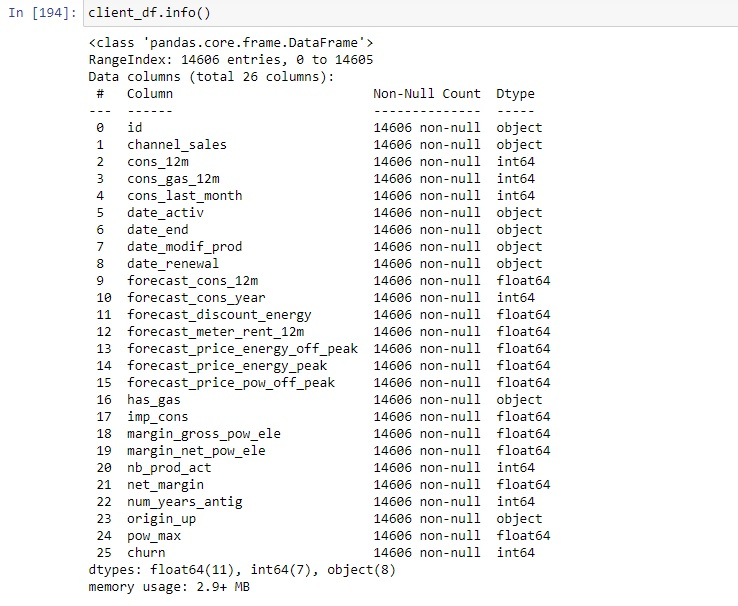 In [194]: client_df.info()
<class 'pandas.core.frame.DataFrame'>
RangeIndex: 14606 entries, 0 to 14605
Data columns (total 26 columns):
 #   Column                          Non-Null Count  Dtype
---  ------                          --------------  -----
 0   id                              14606 non-null  object
 1   channel_sales                   14606 non-null  object
 2   cons_12m                        14606 non-null  int64
 3   cons_gas_12m                    14606 non-null  int64
 4   cons_last_month                 14606 non-null  int64
 5   date_activ                      14606 non-null  object
 6   date_end                        14606 non-null  object
 7   date_modif_prod                 14606 non-null  object
 8   date_renewal                    14606 non-null  object
 9   forecast_cons_12m               14606 non-null  float64
 10  forecast_cons_year              14606 non-null  int64
 11  forecast_discount_energy        14606 non-null  float64
 12  forecast_meter_rent_12m         14606 non-null  float64
 13  forecast_price_energy_off_peak  14606 non-null  float64
 14  forecast_price_energy_peak      14606 non-null  float64
 15  forecast_price_pow_off_peak     14606 non-null  float64
 16  has_gas                         14606 non-null  object
 17  imp_cons                        14606 non-null  float64
 18  margin_gross_pow_ele            14606 non-null  float64
 19  margin_net_pow_ele              14606 non-null  float64
 20  nb_prod_act                     14606 non-null  int64
 21  net_margin                      14606 non-null  float64
 22  num_years_antig                 14606 non-null  int64
 23  origin_up                       14606 non-null  object
 24  pow_max                         14606 non-null  float64
 25  churn                           14606 non-null  int64
dtypes: float64(11), int64(7), object(8)
memory usage: 2.9+ MB